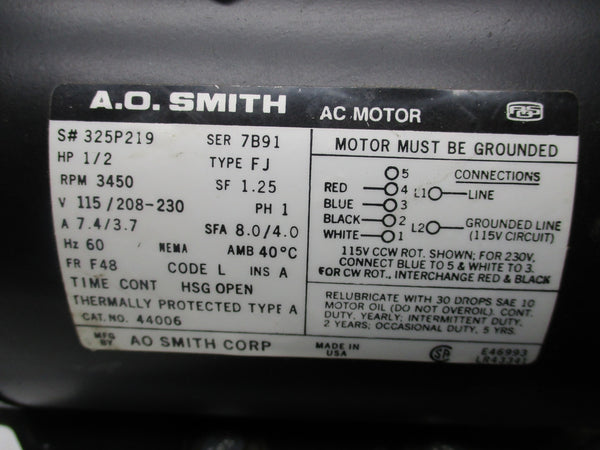 A.O. SMITH AC MOTOR
S# 325P219 SER 7B91
HP 1/2 TYPE FJ
RPM 3450 SF 1.25
V 115/208-230 PH 1
A 7.4/3.7 SFA 8.0/4.0
Hz 60 NEMA AMB 40°C
FR F48 CODE L INS A
TIME CONT HSG OPEN
THERMALLY PROTECTED TYPE A
CAT. NO. 44006
MOTOR MUST BE GROUNDED
CONNECTIONS
5
RED 4 L1 LINE
BLUE 3
BLACK 2 L2 GROUNDED LINE
(115V CIRCUIT)
WHITE 1
115V CCW ROT. SHOWN; FOR 230V.
CONNECT BLUE TO 5 & WHITE TO 3.
FOR CW ROT., INTERCHANGE RED & BLACK
RELUBRICATE WITH 30 DROPS SAE 10
MOTOR OIL (DO NOT OVEROIL). CONT.
DUTY, YEARLY; INTERMITTENT DUTY,
2 YEARS; OCCASIONAL DUTY, 5 YRS.
MFG BY AO SMITH CORP MADE IN USA
E46993
LR43341